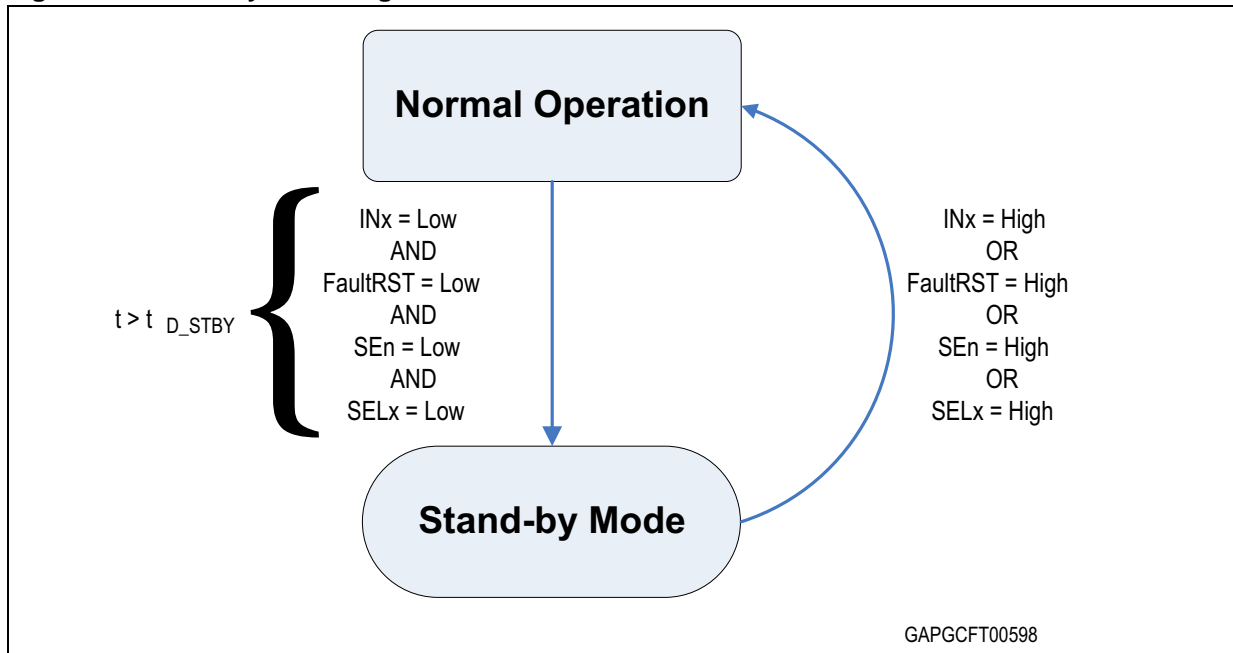 Normal Operation
t > t D_STBY
INx = Low
AND
FaultRST = Low
AND
SEn = Low
AND
SELx = Low
INx = High
OR
FaultRST = High
OR
SEn = High
OR
SELx = High
Stand-by Mode
GAPGCFT00598